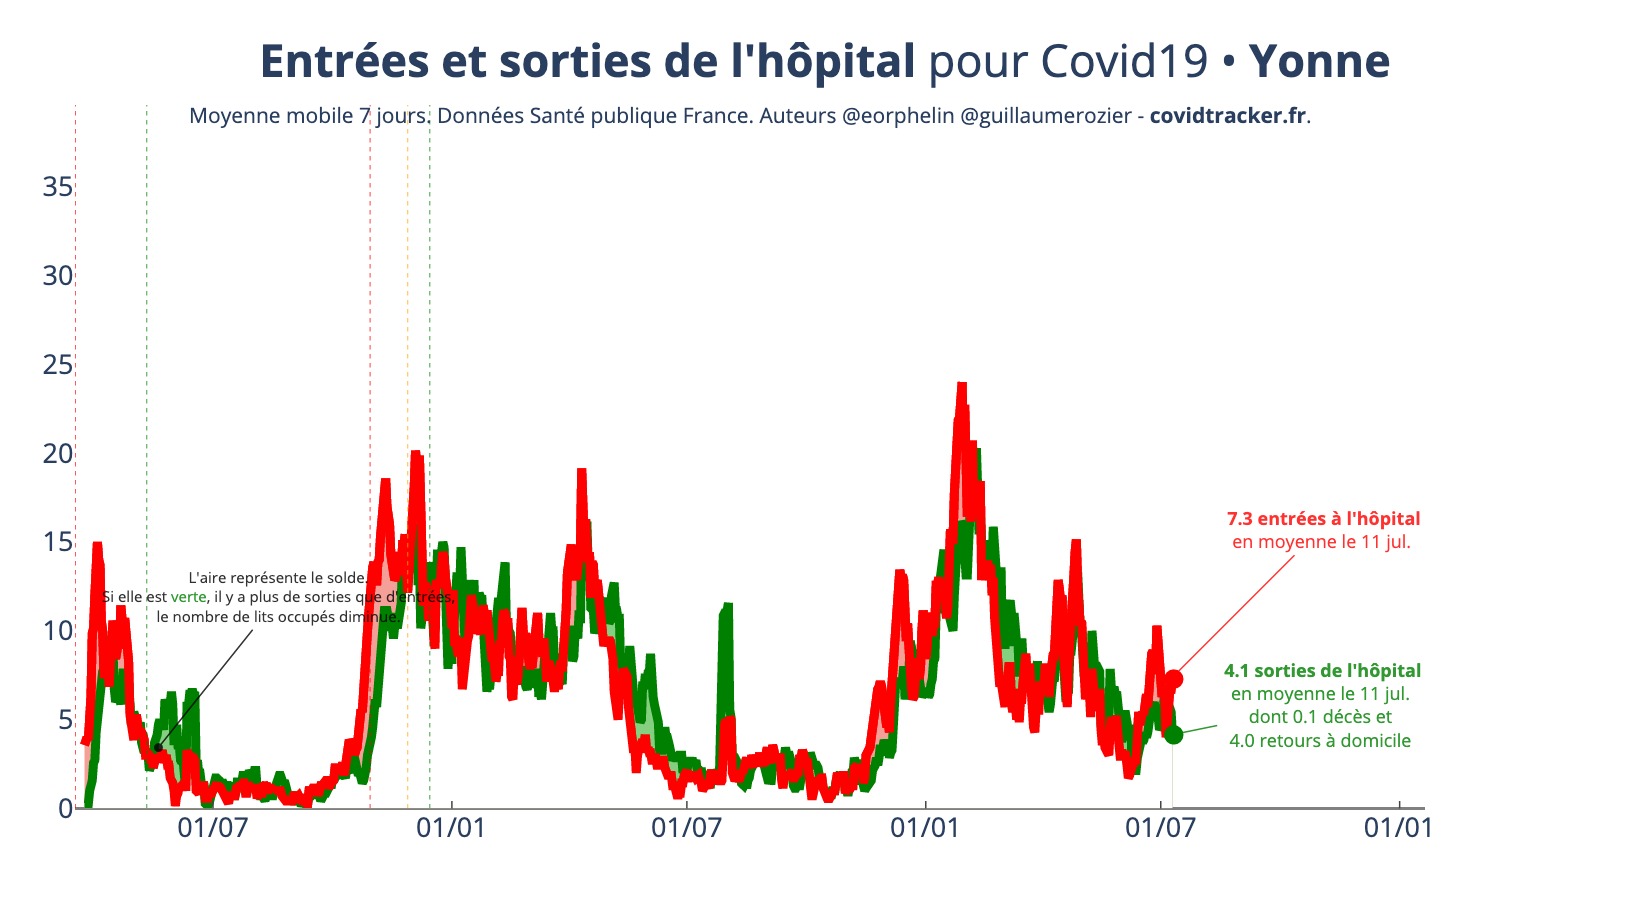 Entrées et sorties de l'hôpital pour Covid19 • Yonne
Moyenne mobile 7 jours. Données Santé publique France. Auteurs @eorphelin @guillaumerozier - covidtracker.fr.
35
30
25
20
15
10
5
0
L'aire représente le solde.
Si elle est verte, il y a plus de sorties que d'entrées,
le nombre de lits occupés diminue.
7.3 entrées à l'hôpital
en moyenne le 11 jul.
4.1 sorties de l'hôpital
en moyenne le 11 jul.
dont 0.1 décès et
4.0 retours à domicile
01/07
01/01
01/07
01/01
01/07
01/01